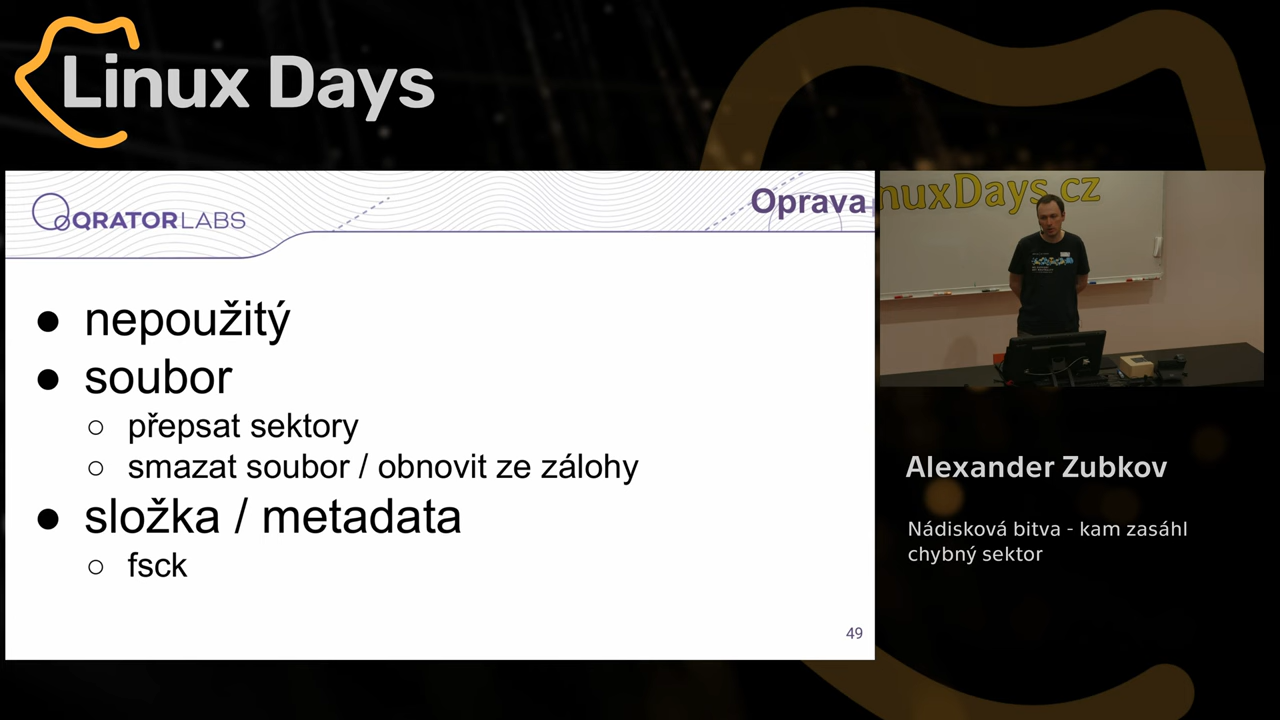 Linux Days
QRATORLABS
Oprava
nuxDays.cz
● nepoužitý
● soubor
○ přepsat sektory
○ smazat soubor / obnovit ze zálohy
● složka / metadata
○ fsck
49
Alexander Zubkov
Nádisková bitva - kam zasáhl
chybný sektor